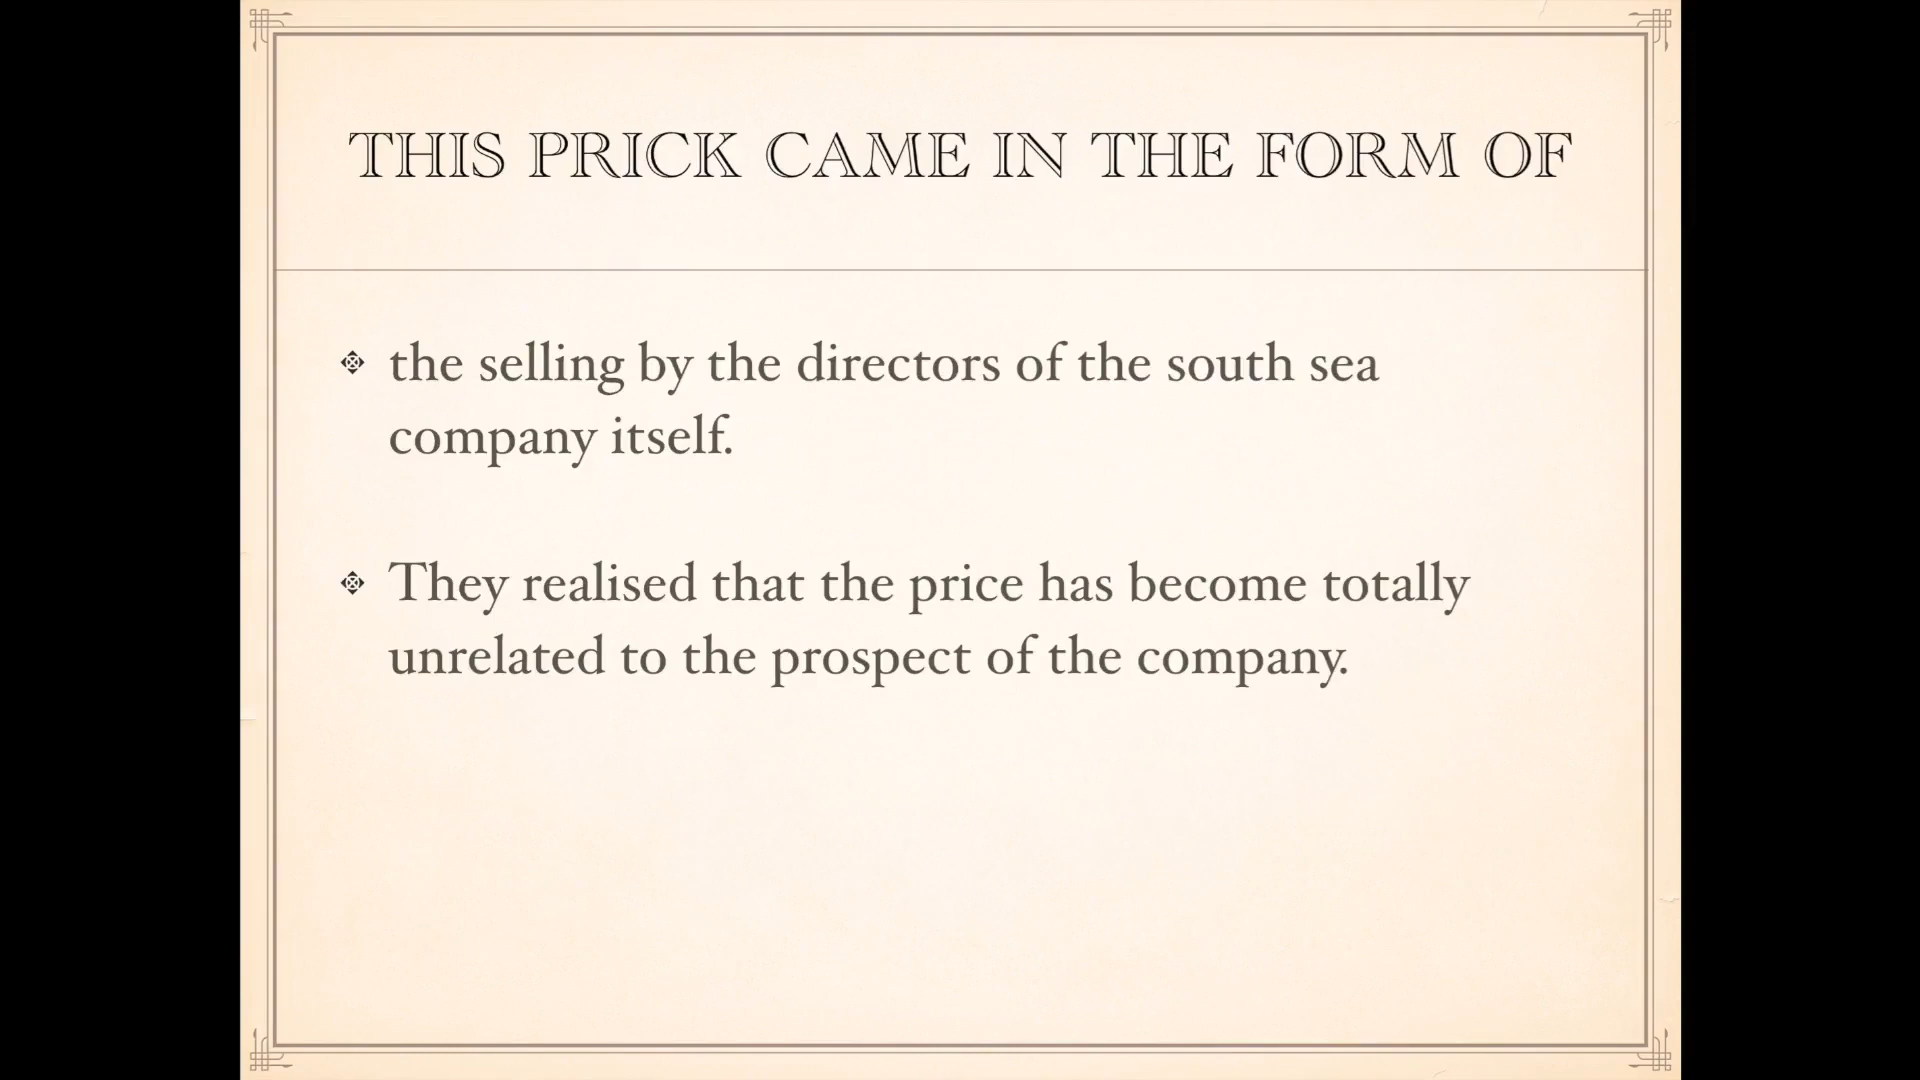 THIS PRICK CAME IN THE FORM OF
the selling by the directors of the south sea
company itself.
They realised that the price has become totally
unrelated to the prospect of the company.